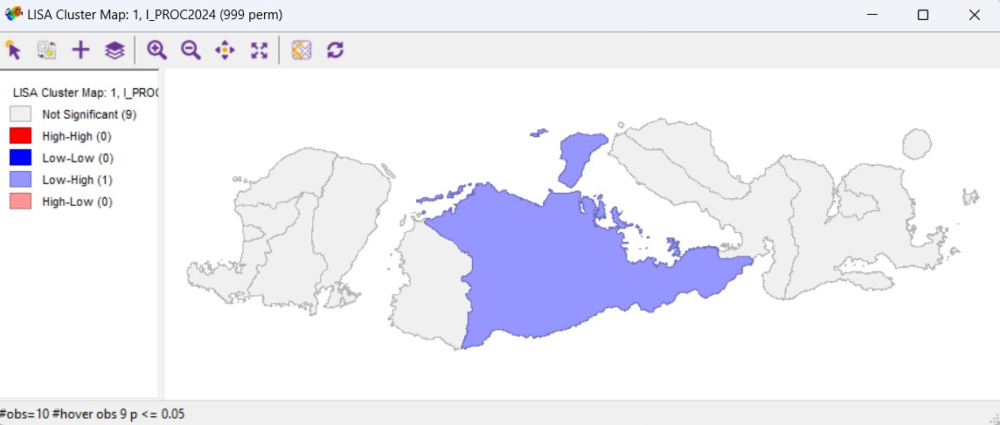 LISA Cluster Map: 1, I_PROC2024 (999 perm)
LISA Cluster Map: 1, I_PRO
Not Significant (9)
High-High (0)
Low-Low (0)
Low-High (1)
High-Low (0)
#obs=10 #hover obs 9 p <= 0.05